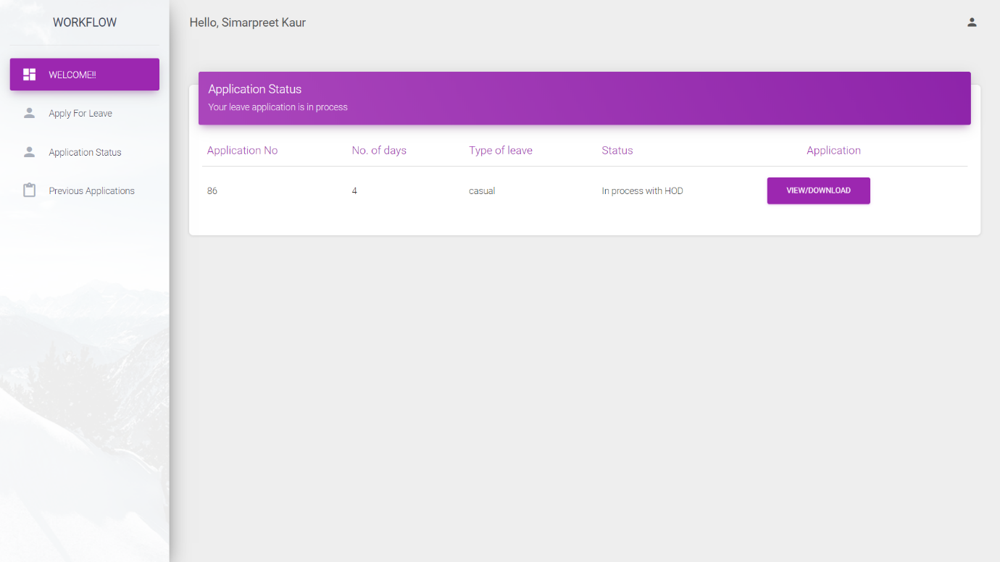 WORKFLOW
Hello, Simarpreet Kaur
WELCOME!!
Apply For Leave
Application Status
Previous Applications
Application Status
Your leave application is in process
Application No No. of days Type of leave Status Application
86 4 casual In process with HOD VIEW/DOWNLOAD